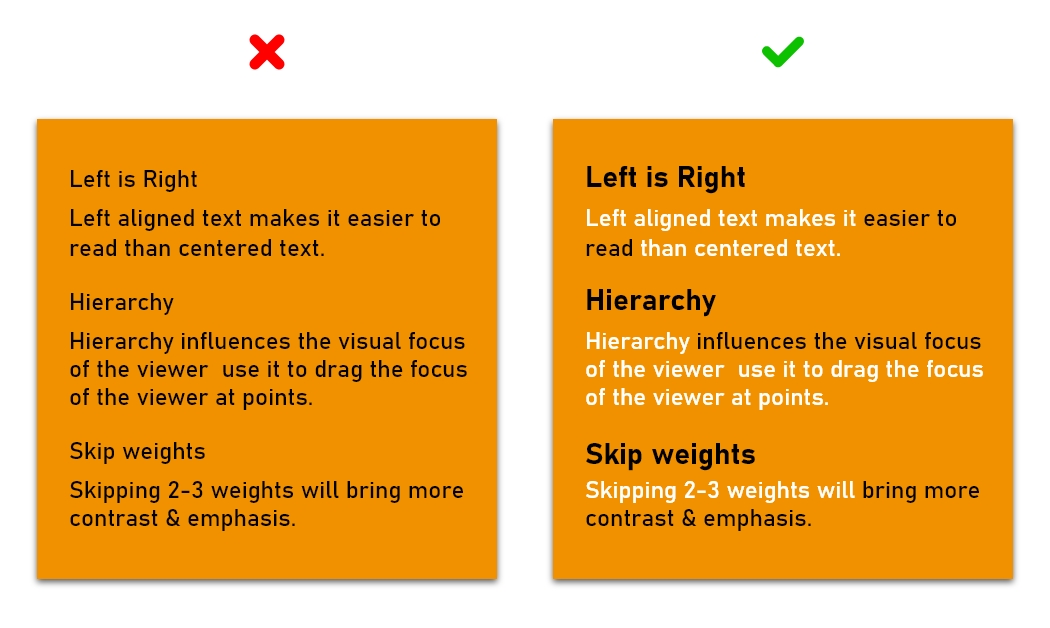 Left is Right
Left aligned text makes it easier to
read than centered text.
Hierarchy
Hierarchy influences the visual focus
of the viewer  use it to drag the focus
of the viewer at points.
Skip weights
Skipping 2-3 weights will bring more
contrast & emphasis.
Left is Right
Left aligned text makes it easier to
read than centered text.
Hierarchy
Hierarchy influences the visual focus
of the viewer  use it to drag the focus
of the viewer at points.
Skip weights
Skipping 2-3 weights will bring more
contrast & emphasis.